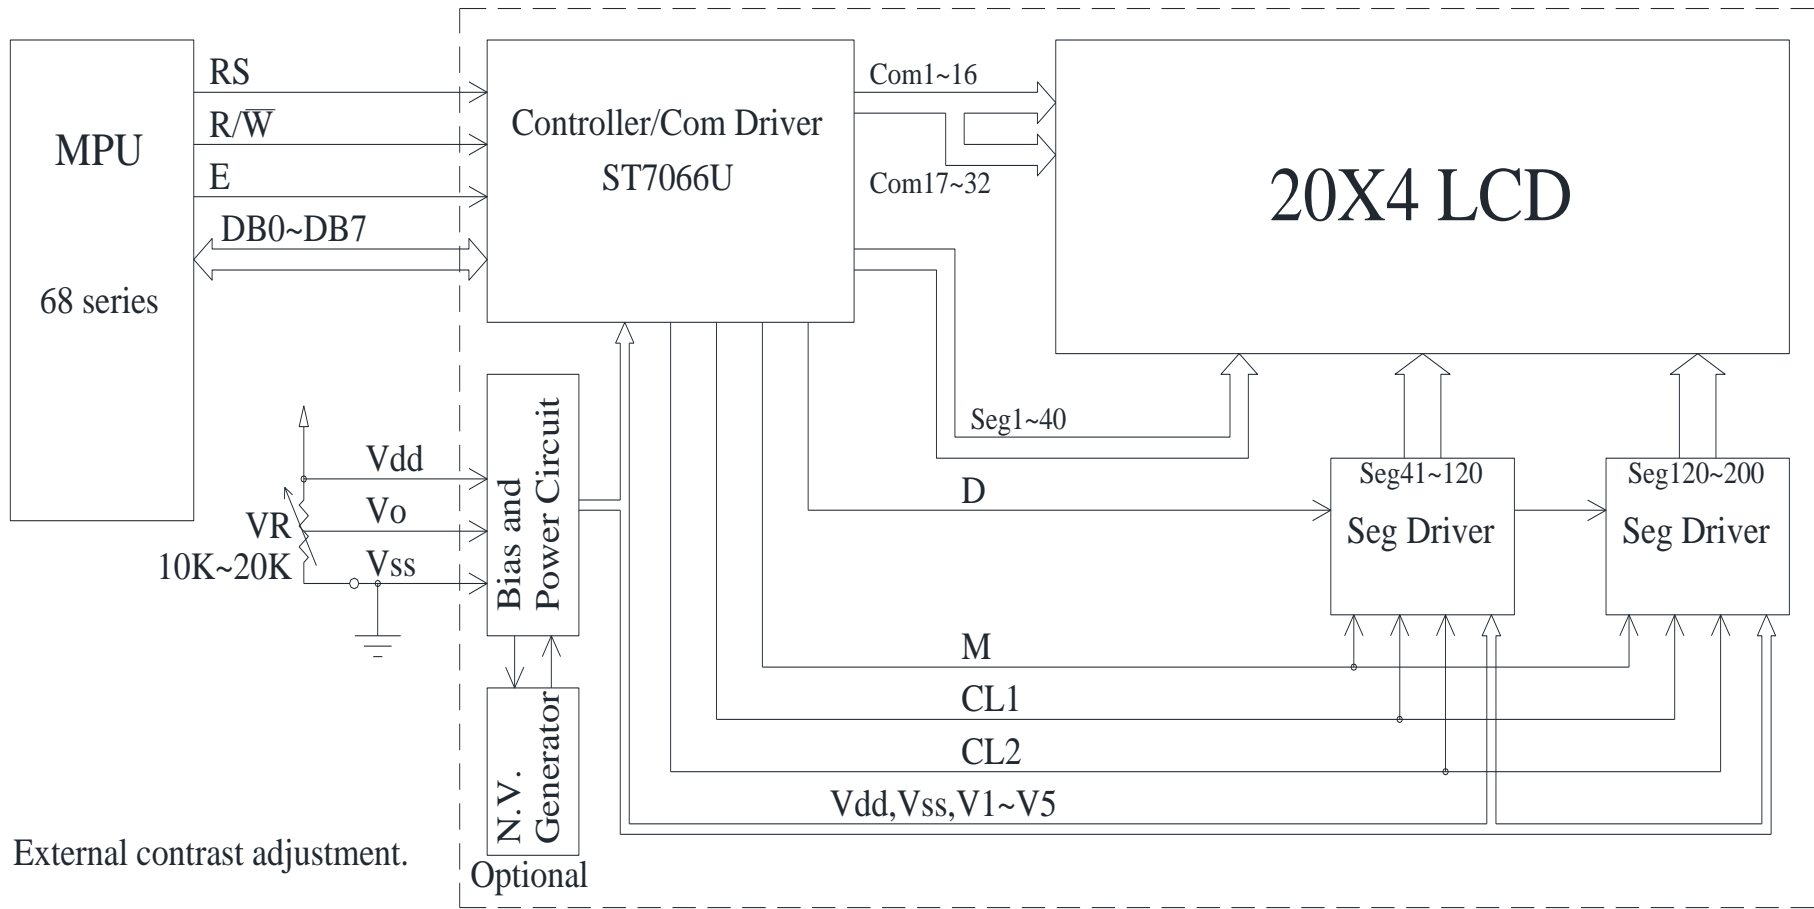 RS
R/W̅
E
DB0~DB7
MPU
68 series
Controller/Com Driver
ST7066U
Com1~16
Com17~32
20X4 LCD
Seg1~40
Vdd
Vo
Vss
VR
10K~20K
Bias and
Power Circuit
N.V.
Generator
Optional
D
Seg41~120
Seg Driver
Seg120~200
Seg Driver
M
CL1
CL2
Vdd,Vss,V1~V5
External contrast adjustment.